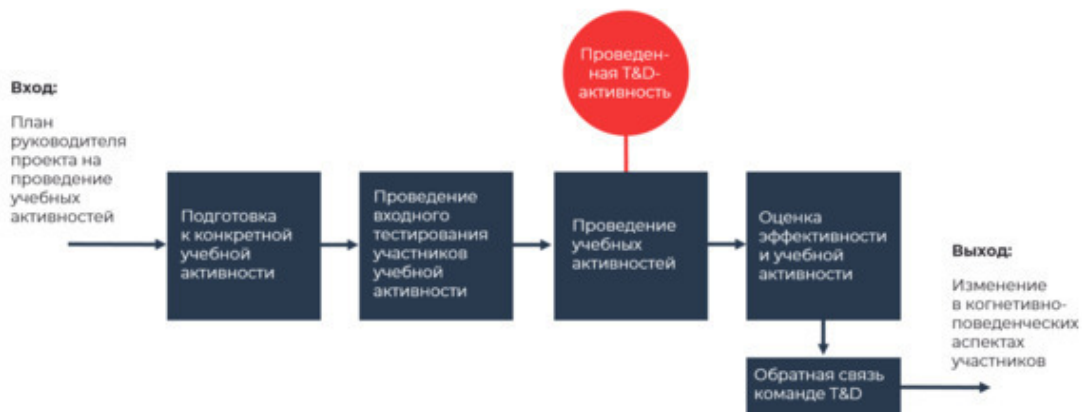 Вход:
План
руководителя
проекта на
проведение
учебных
активностей
Подготовка
к конкретной
учебной
активности
Проведение
входного
тестирования
участников
учебной
активности
Проведен-
ная T&D-
активность
Проведение
учебных
активностей
Оценка
эффективности
и учебной
активности
Обратная связь
команде T&D
Выход:
Изменение
в когнитивно-
поведенческих
аспектах
участников